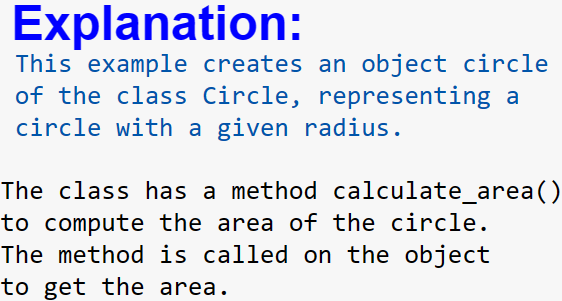 Explanation:
This example creates an object circle
of the class Circle, representing a
circle with a given radius.
The class has a method calculate_area()
to compute the area of the circle.
The method is called on the object
to get the area.